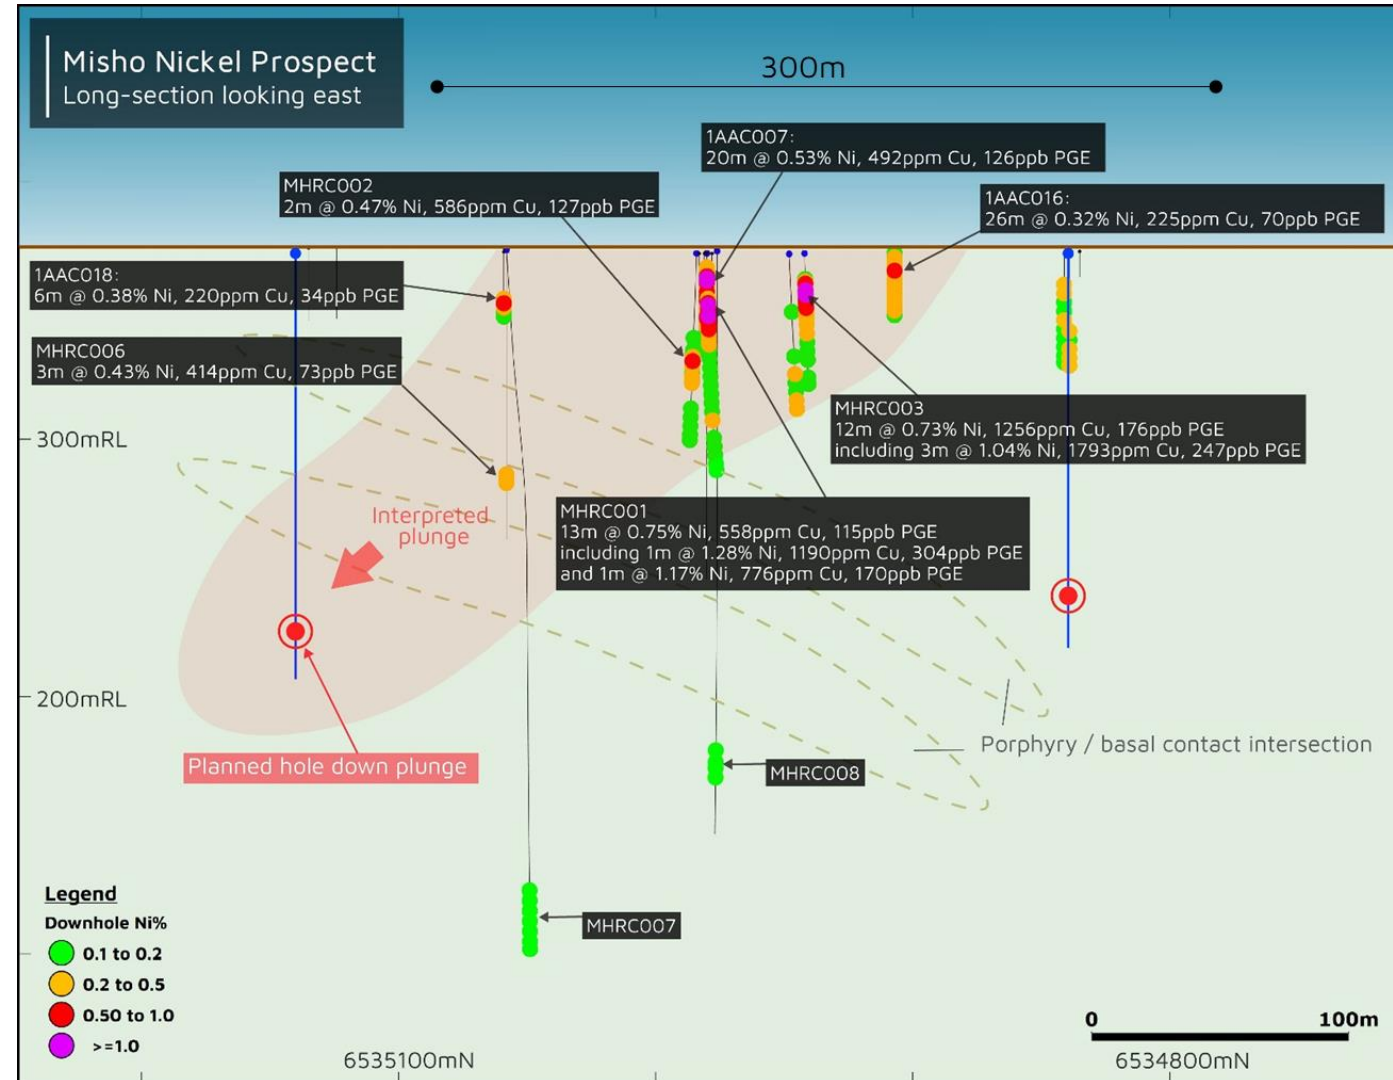 Misho Nickel Prospect
Long-section looking east
300m
1AAC007:
20m @ 0.53% Ni, 492ppm Cu, 126ppb PGE
MHRC002
2m @ 0.47% Ni, 586ppm Cu, 127ppb PGE
1AAC016:
26m @ 0.32% Ni, 225ppm Cu, 70ppb PGE
1AAC018:
6m @ 0.38% Ni, 220ppm Cu, 34ppb PGE
MHRC006
3m @ 0.43% Ni, 414ppm Cu, 73ppb PGE
MHRC003
12m @ 0.73% Ni, 1256ppm Cu, 176ppb PGE
including 3m @ 1.04% Ni, 1793ppm Cu, 247ppb PGE
300mRL
MHRC001
13m @ 0.75% Ni, 558ppm Cu, 115ppb PGE
including 1m @ 1.28% Ni, 1190ppm Cu, 304ppb PGE
and 1m @ 1.17% Ni, 776ppm Cu, 170ppb PGE
Interpreted
plunge
200mRL
Porphyry / basal contact intersection
Planned hole down plunge
MHRC008
MHRC007
Legend
Downhole Ni%
0.1 to 0.2
0.2 to 0.5
0.50 to 1.0
>=1.0
0 100m
6535100mN 6534800mN